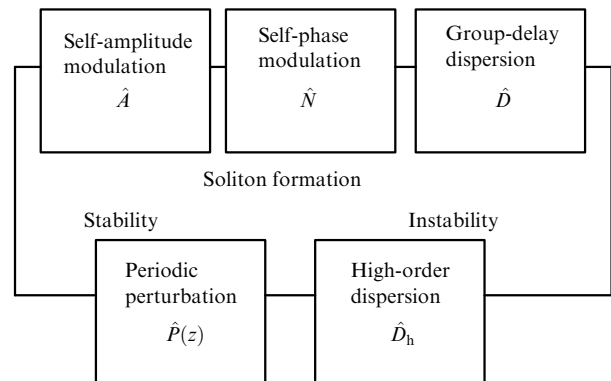 Self-amplitude
modulation
Â
Self-phase
modulation
N̂
Group-delay
dispersion
D̂
Soliton formation
Stability
Instability
Periodic
perturbation
P̂(z)
High-order
dispersion
D̂h